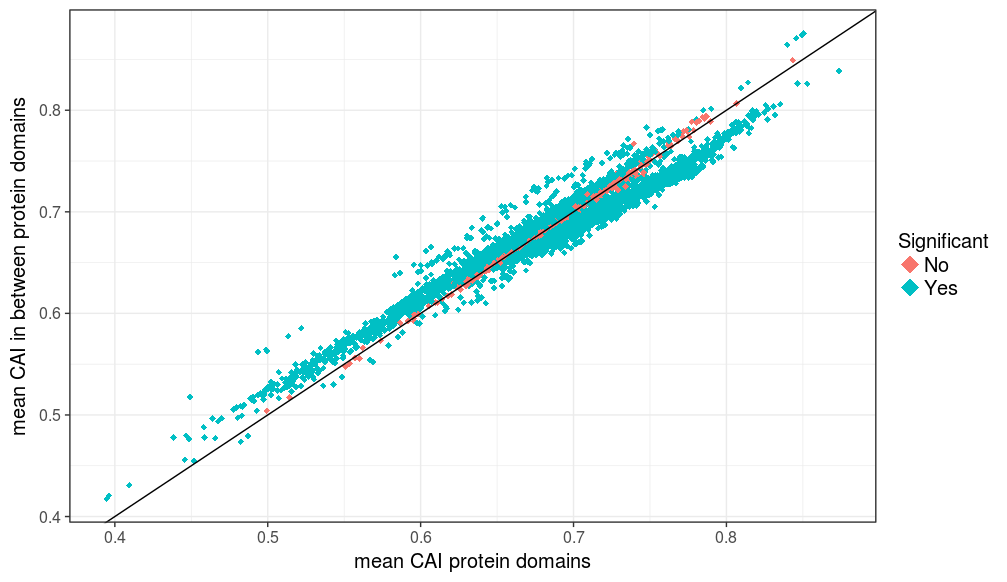 mean CAI in between protein domains
0.8
0.7
0.6
0.5
0.4
0.4 0.5 0.6 0.7 0.8
mean CAI protein domains
Significant
No
Yes